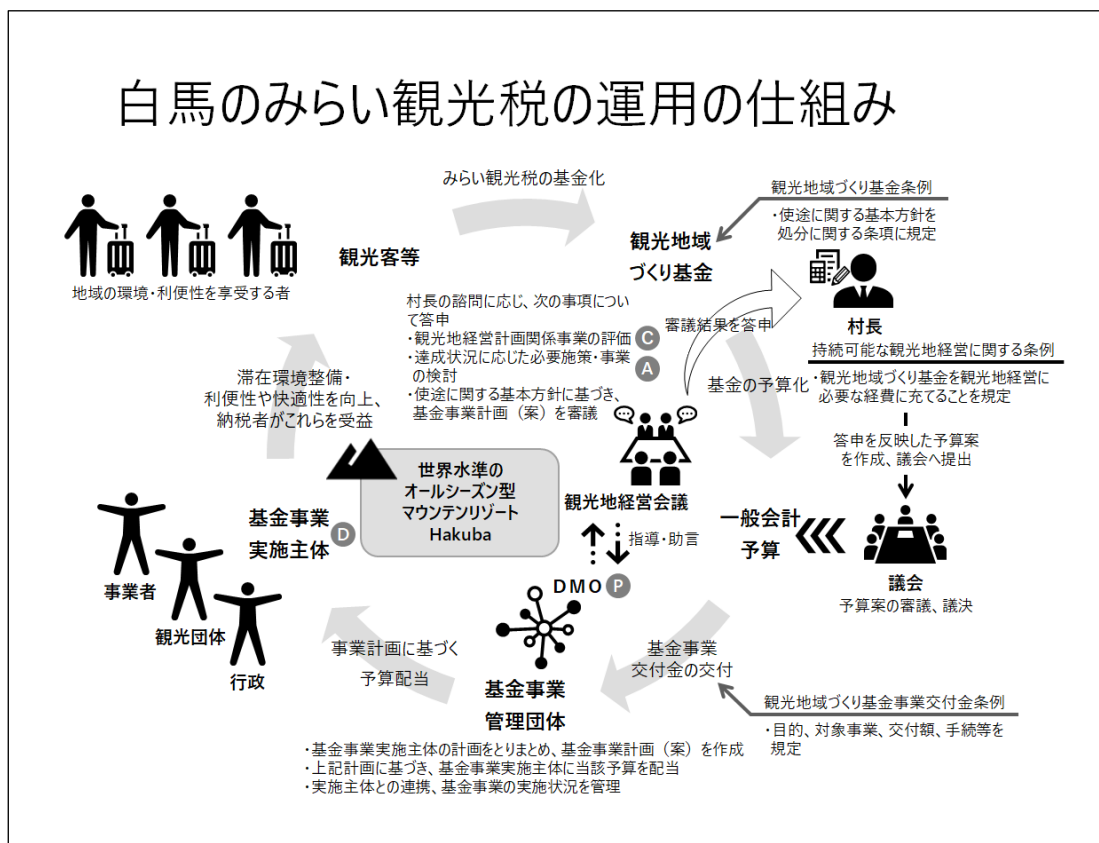 白馬のみらい観光税の運用の仕組み
みらい観光税の基金化
観光地域づくり基金条例
・使途に関する基本方針を
処分に関する条項に規定
観光客等
観光地域
づくり基金
地域の環境・利便性を享受する者
村長の諮問に応じ、次の事項につい
て答申
・観光地経営計画関係事業の評価
C
・達成状況に応じた必要施策・事業
の検討
A
・使途に関する基本方針に基づき、
基金事業計画（案）を審議
審議結果を答申
村長
基金の予算化
持続可能な観光地経営に関する条例
・観光地域づくり基金を観光地経営に
必要な経費に充てることを規定
答申を反映した予算案
を作成、議会へ提出
滞在環境整備・
利便性や快適性を向上、
納税者がこれらを受益
世界水準の
オールシーズン型
マウンテンリゾート
Hakuba
観光地経営会議
指導・助言
一般会計
予算
議会
予算案の審議、議決
基金事業
実施主体
D
事業者
観光団体
行政
DMO
P
事業計画に基づく
予算配当
基金事業
管理団体
基金事業
交付金の交付
観光地域づくり基金事業交付金条例
・目的、対象事業、交付額、手続等を
規定
・基金事業実施主体の計画をとりまとめ、基金事業計画（案）を作成
・上記計画に基づき、基金事業実施主体に当該予算を配当
・実施主体との連携、基金事業の実施状況を管理